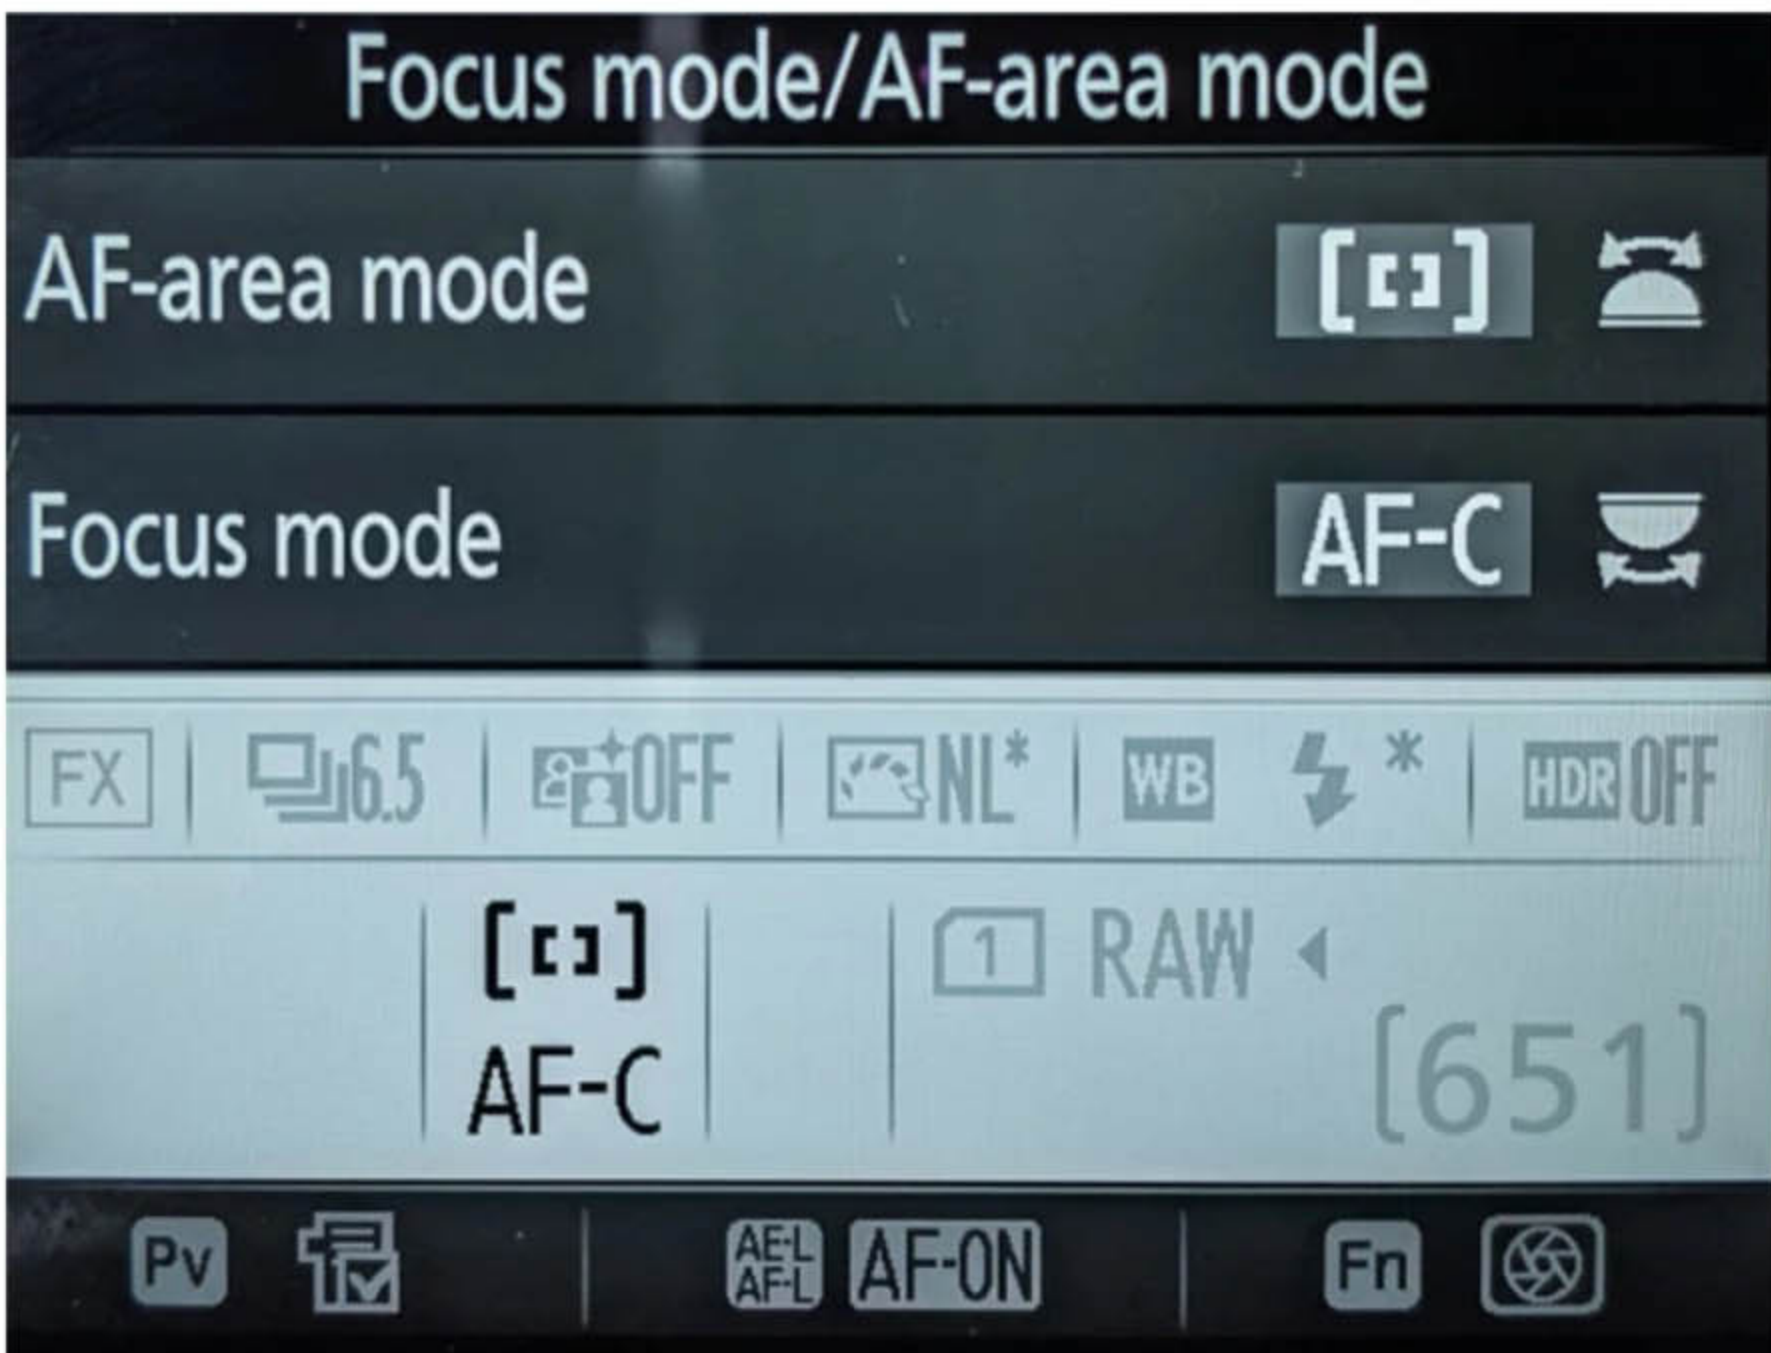 Focus mode/AF-area mode
AF-area mode [[ ]]
Focus mode AF-C
FX 6.5 OFF NL* WB * HDR OFF
[[ ]] 1 RAW
AF-C [651]
Pv AE-L AF-L AF-ON Fn